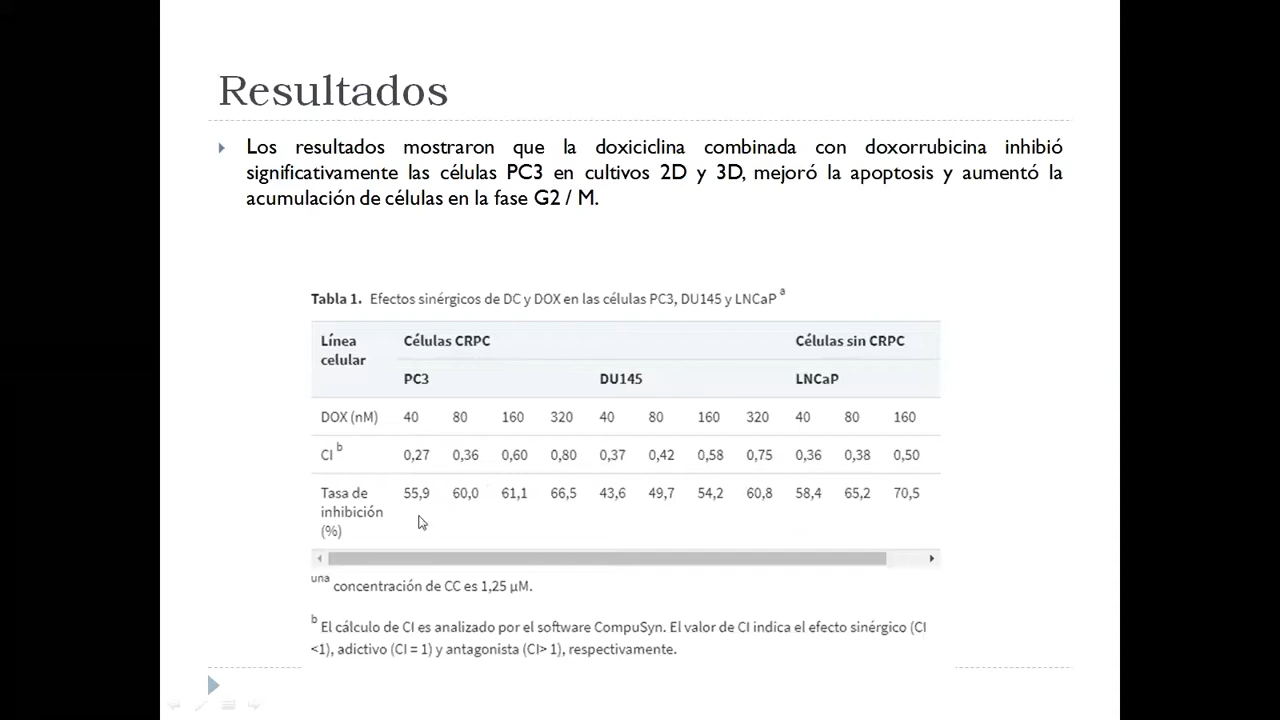 Resultados
Los resultados mostraron que la doxiciclina combinada con doxorrubicina inhibió
significativamente las células PC3 en cultivos 2D y 3D, mejoró la apoptosis y aumentó la
acumulación de células en la fase G2 / M.
Tabla 1. Efectos sinérgicos de DC y DOX en las células PC3, DU145 y LNCaP a
Línea celular Células CRPC Células sin CRPC
PC3 DU145 LNCaP
DOX (nM) 40 80 160 320 40 80 160 320 40 80 160
CI b 0,27 0,36 0,60 0,80 0,37 0,42 0,58 0,75 0,36 0,38 0,50
Tasa de inhibición (%) 55,9 60,0 61,1 66,5 43,6 49,7 54,2 60,8 58,4 65,2 70,5
una concentración de CC es 1,25 μM.
b El cálculo de CI es analizado por el software CompuSyn. El valor de CI indica el efecto sinérgico (CI
<1), adictivo (CI = 1) y antagonista (CI> 1), respectivamente.